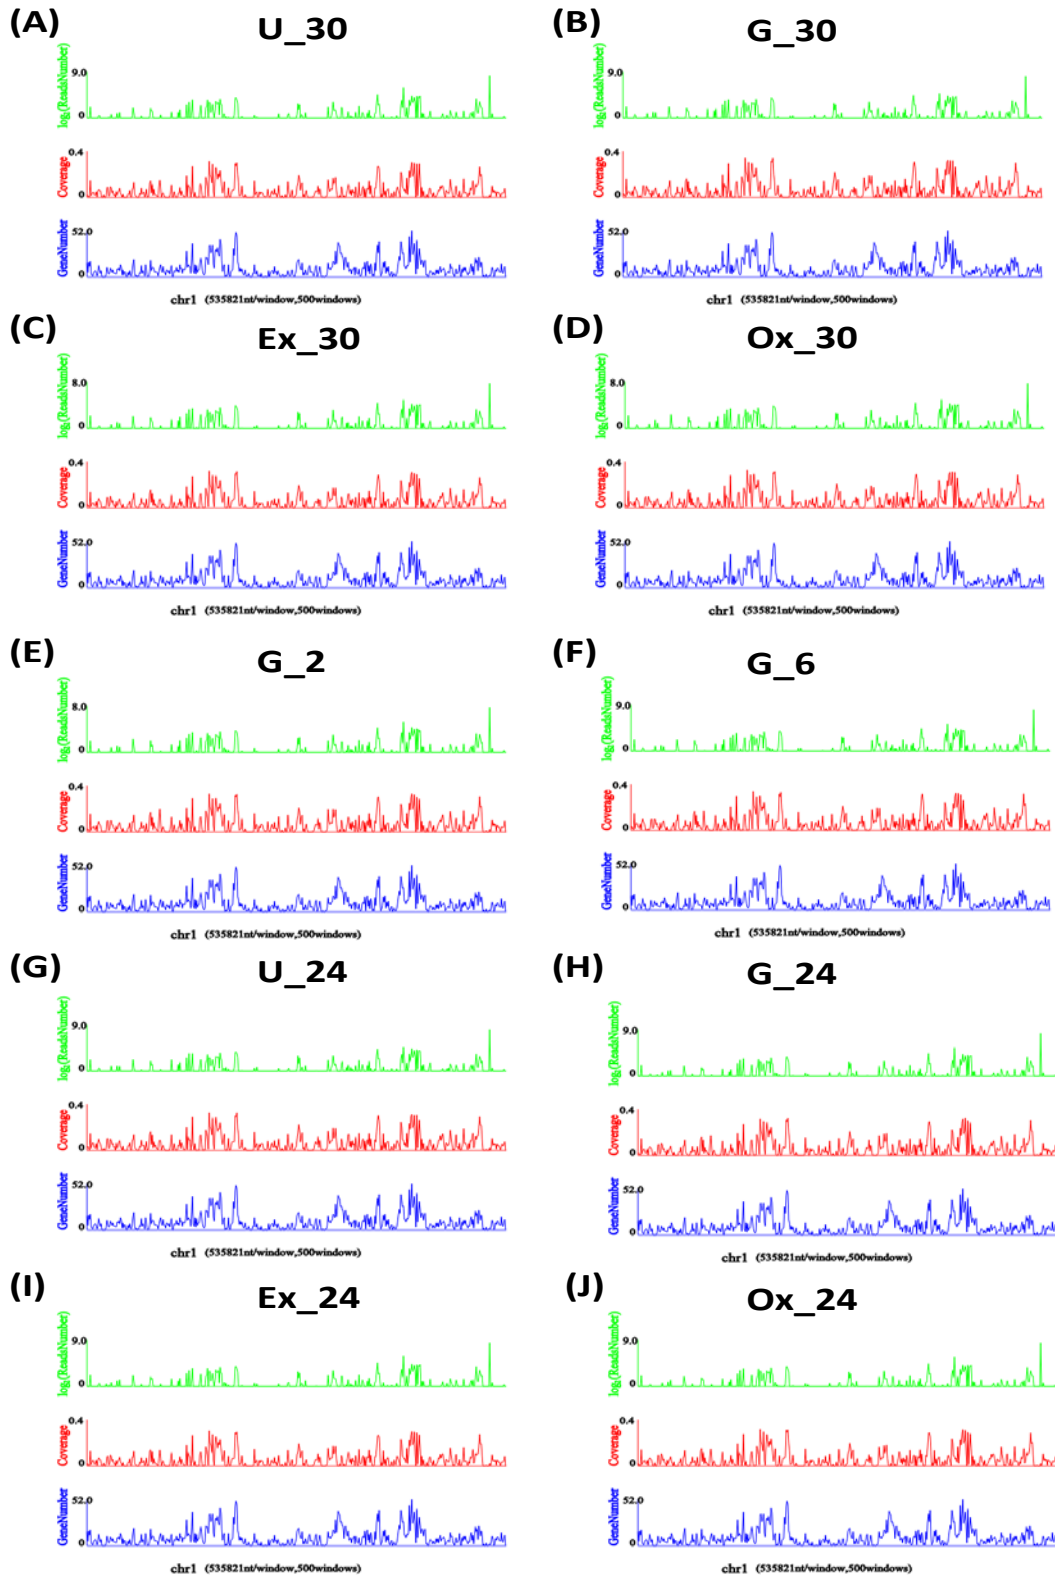 (A) U_30
log2(ReadsNumber)
9.0
0
Coverage
0.4
0
GeneNumber
52.0
0
chr1 (535821nt/window,500windows)
(B) G_30
log2(ReadsNumber)
9.0
0
Coverage
0.4
0
GeneNumber
52.0
0
chr1 (535821nt/window,500windows)
(C) Ex_30
log2(ReadsNumber)
8.0
0
Coverage
0.4
0
GeneNumber
52.0
0
chr1 (535821nt/window,500windows)
(D) Ox_30
log2(ReadsNumber)
8.0
0
Coverage
0.4
0
GeneNumber
52.0
0
chr1 (535821nt/window,500windows)
(E) G_2
log2(ReadsNumber)
8.0
0
Coverage
0.4
0
GeneNumber
52.0
0
chr1 (535821nt/window,500windows)
(F) G_6
log2(ReadsNumber)
9.0
0
Coverage
0.4
0
GeneNumber
52.0
0
chr1 (535821nt/window,500windows)
(G) U_24
log2(ReadsNumber)
9.0
0
Coverage
0.4
0
GeneNumber
52.0
0
chr1 (535821nt/window,500windows)
(H) G_24
log2(ReadsNumber)
9.0
0
Coverage
0.4
0
GeneNumber
52.0
0
chr1 (535821nt/window,500windows)
(I) Ex_24
log2(ReadsNumber)
9.0
0
Coverage
0.4
0
GeneNumber
52.0
0
chr1 (535821nt/window,500windows)
(J) Ox_24
log2(ReadsNumber)
9.0
0
Coverage
0.4
0
GeneNumber
52.0
0
chr1 (535821nt/window,500windows)